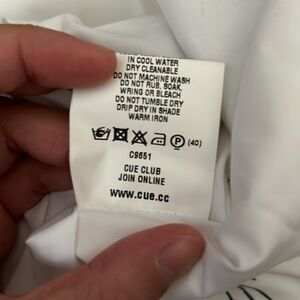 IN COOL WATER
DRY CLEANABLE
DO NOT MACHINE WASH
DO NOT RUB, SOAK,
WRING OR BLEACH
DO NOT TUMBLE DRY
DRIP DRY IN SHADE
WARM IRON
P (40)
C9651
CUE CLUB
JOIN ONLINE
www.cue.cc